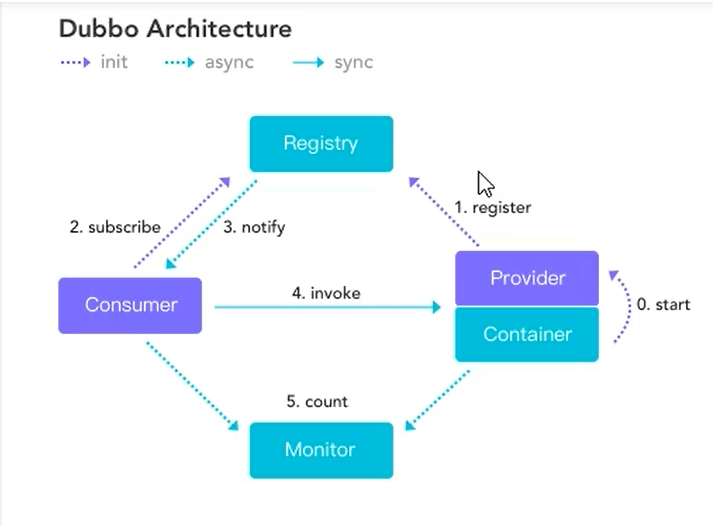 Dubbo Architecture
init async sync
Registry
1. register
2. subscribe
3. notify
Provider
Consumer
4. invoke
0. start
Container
5. count
Monitor